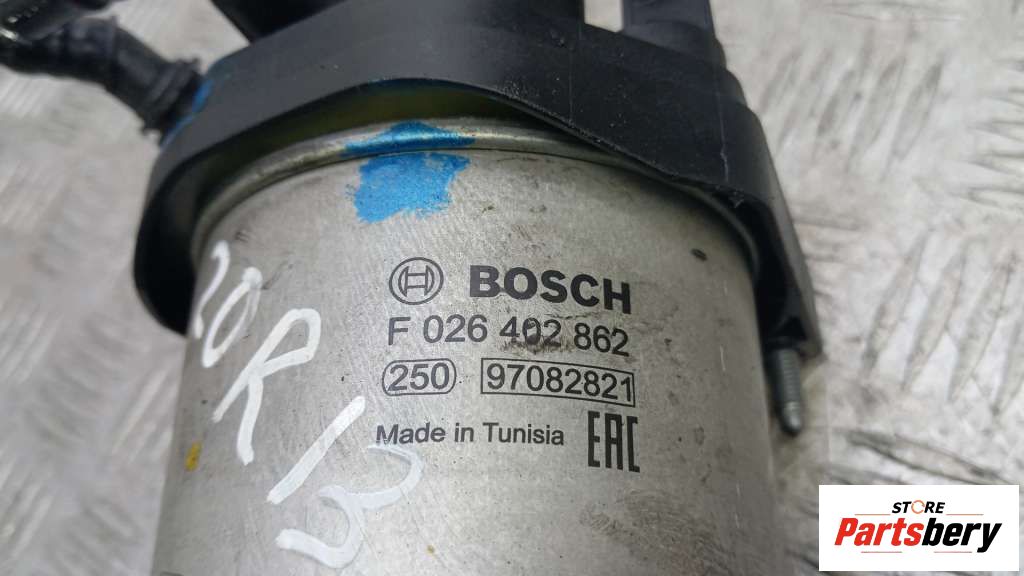 BOSCH
F 026 402 862
250 97082821
Made in Tunisia EAC
STORE
Partsbery